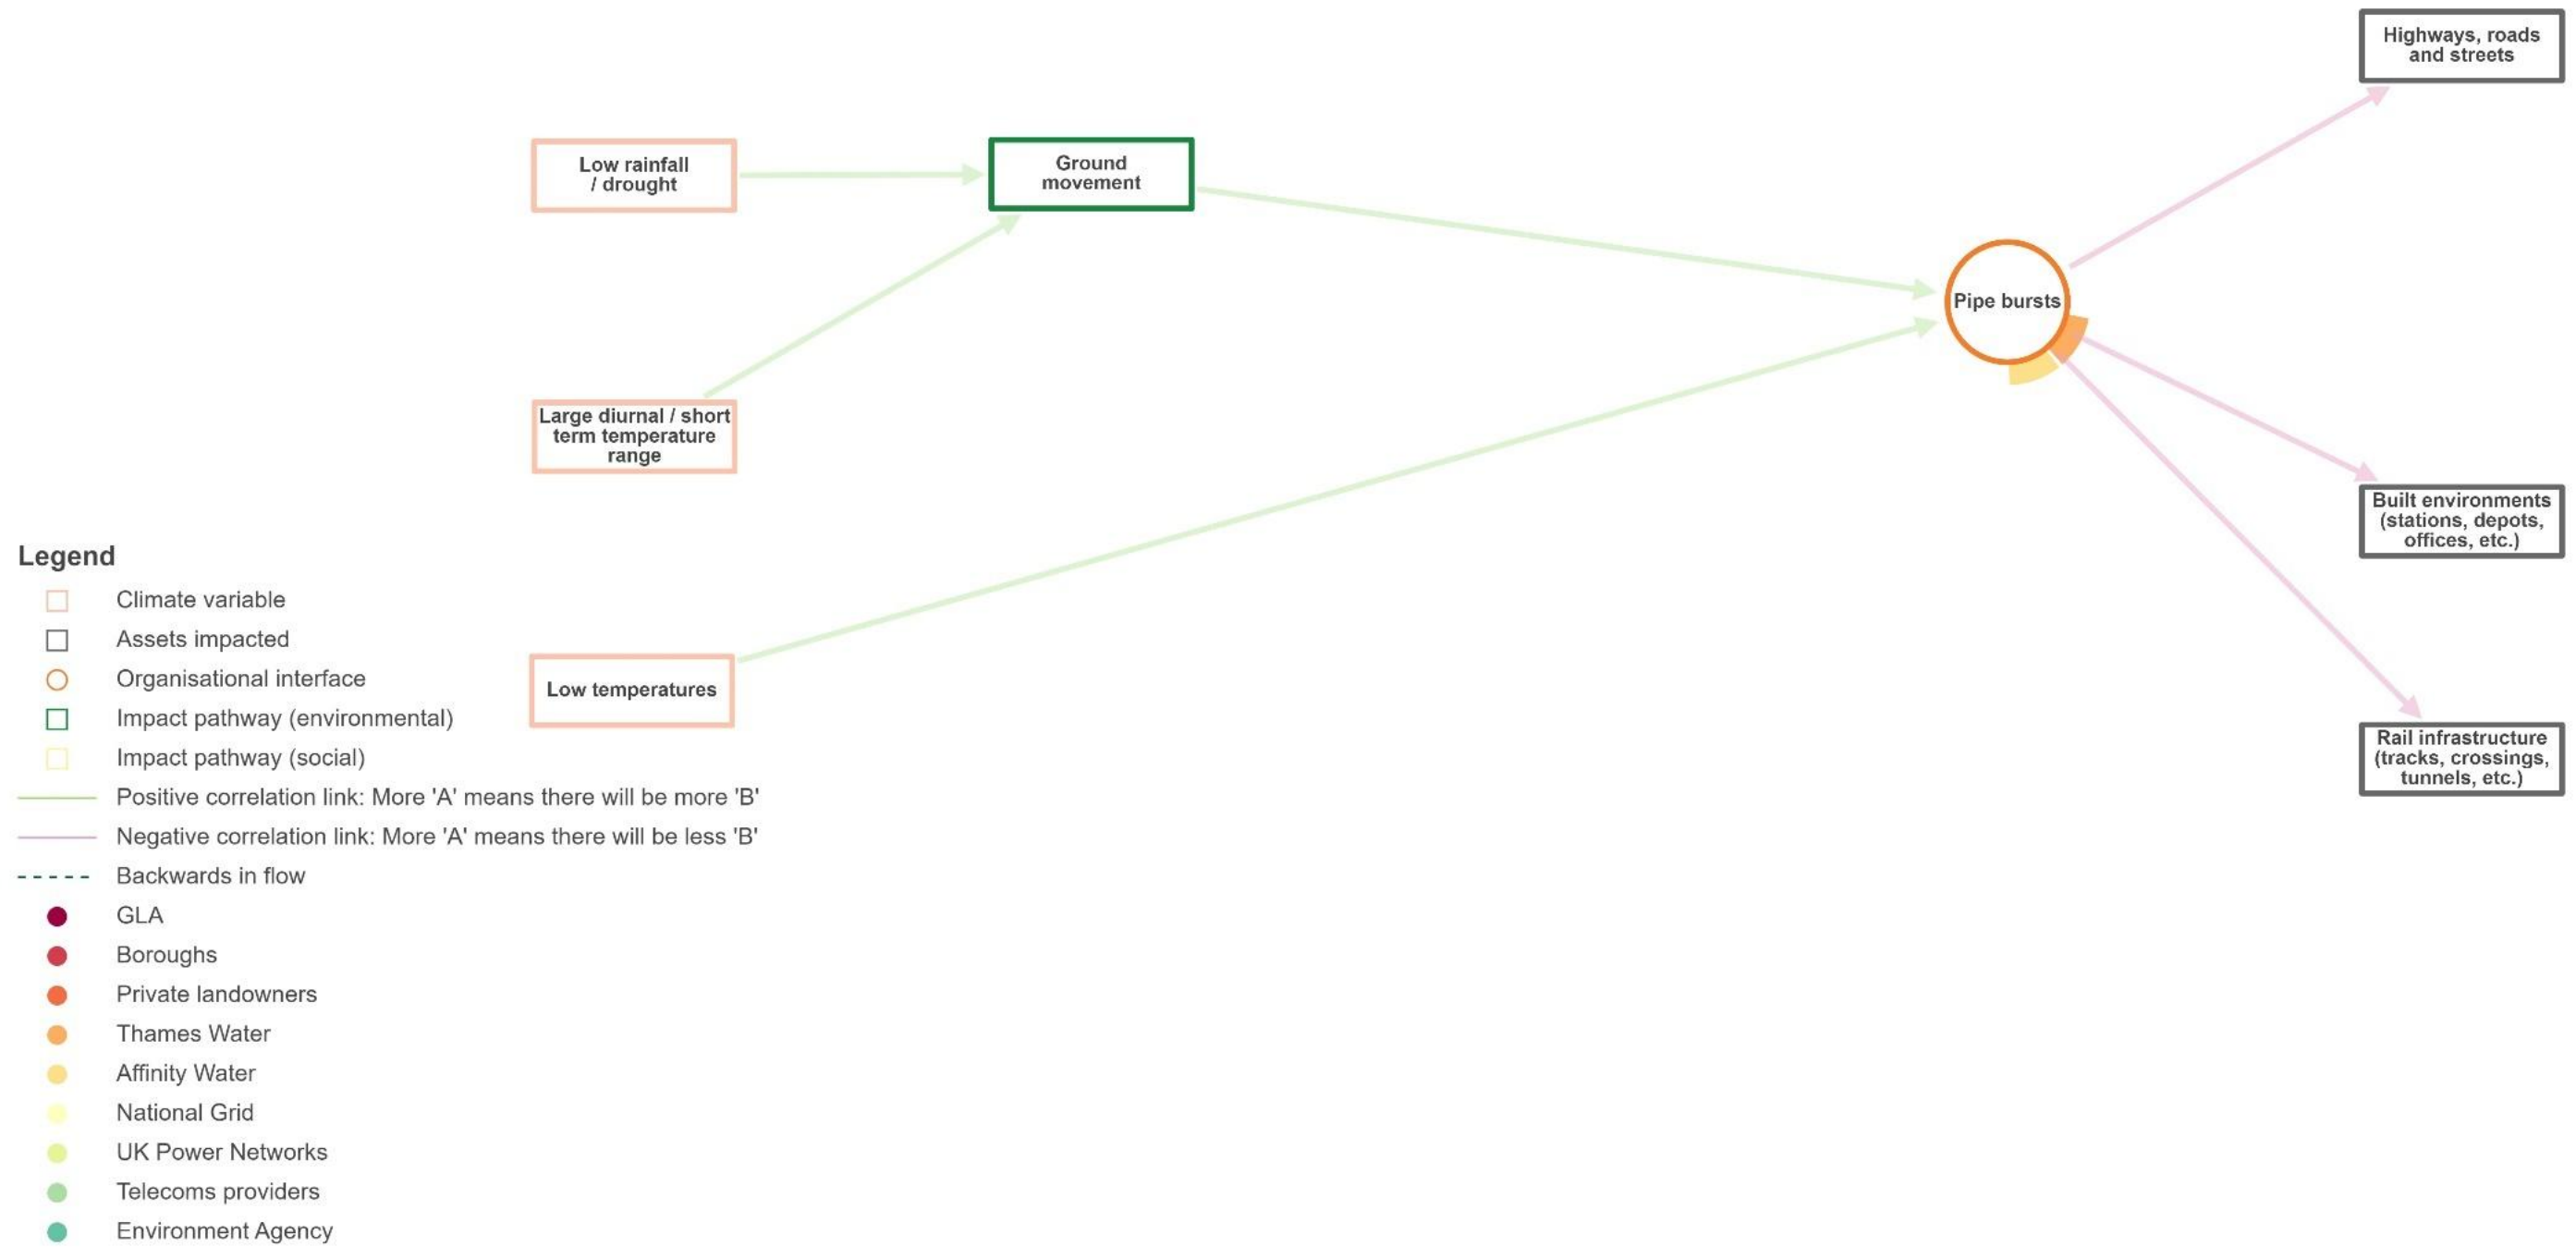 Highways, roads
and streets
Low rainfall
/ drought
Ground
movement
Pipe bursts
Large diurnal / short
term temperature
range
Built environments
(stations, depots,
offices, etc.)
Low temperatures
Rail infrastructure
(tracks, crossings,
tunnels, etc.)
Legend
Climate variable
Assets impacted
Organisational interface
Impact pathway (environmental)
Impact pathway (social)
Positive correlation link: More 'A' means there will be more 'B'
Negative correlation link: More 'A' means there will be less 'B'
Backwards in flow
GLA
Boroughs
Private landowners
Thames Water
Affinity Water
National Grid
UK Power Networks
Telecoms providers
Environment Agency